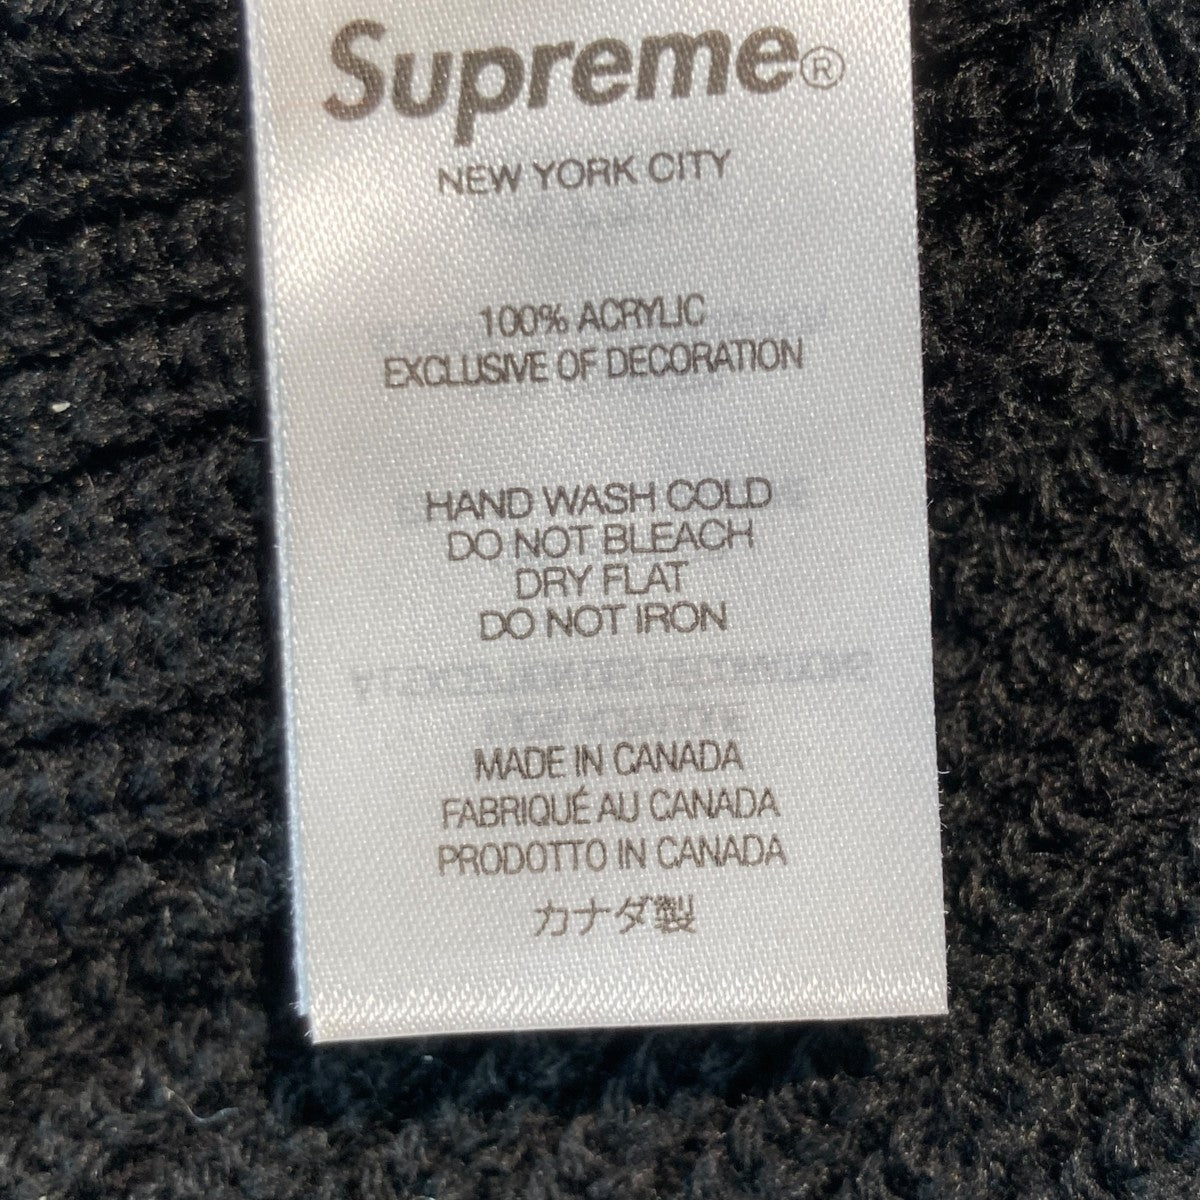 Supreme®
NEW YORK CITY
100% ACRYLIC
EXCLUSIVE OF DECORATION
HAND WASH COLD
DO NOT BLEACH
DRY FLAT
DO NOT IRON
MADE IN CANADA
FABRIQUÉ AU CANADA
PRODOTTO IN CANADA
カナダ製